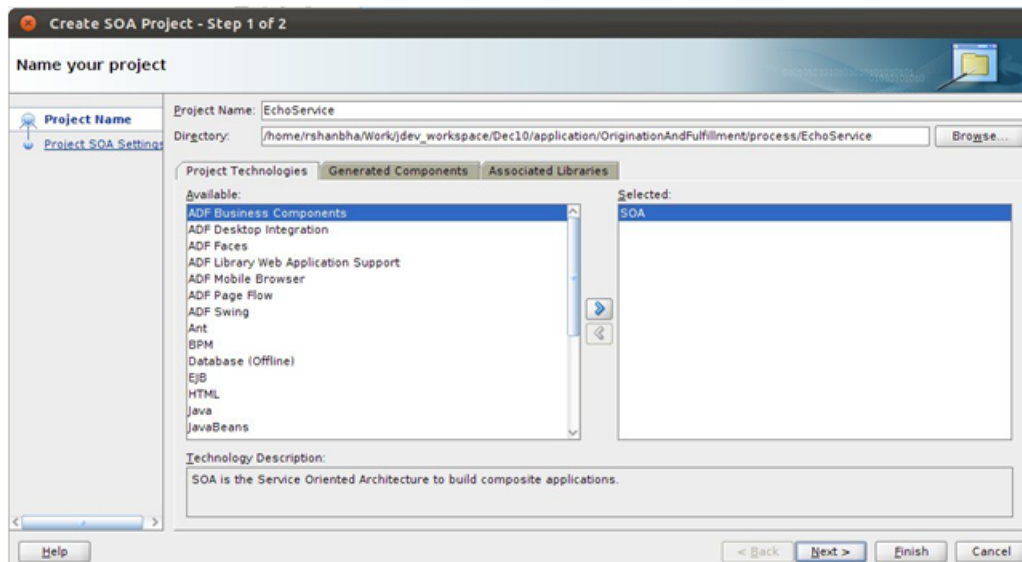 Create SOA Project - Step 1 of 2
Name your project
Project Name
Project SOA Settings
Project Name: EchoService
Directory: /home/rshanbha/Work/jdev_workspace/Dec10/application/OriginationAndFulfillment/process/EchoService Browse...
Project Technologies Generated Components Associated Libraries
Available:
ADF Business Components
ADF Desktop Integration
ADF Faces
ADF Library Web Application Support
ADF Mobile Browser
ADF Page Flow
ADF Swing
Ant
BPM
Database (Offline)
EJB
HTML
Java
JavaBeans
Selected:
SOA
Technology Description:
SOA is the Service Oriented Architecture to build composite applications.
Help < Back Next > Finish Cancel